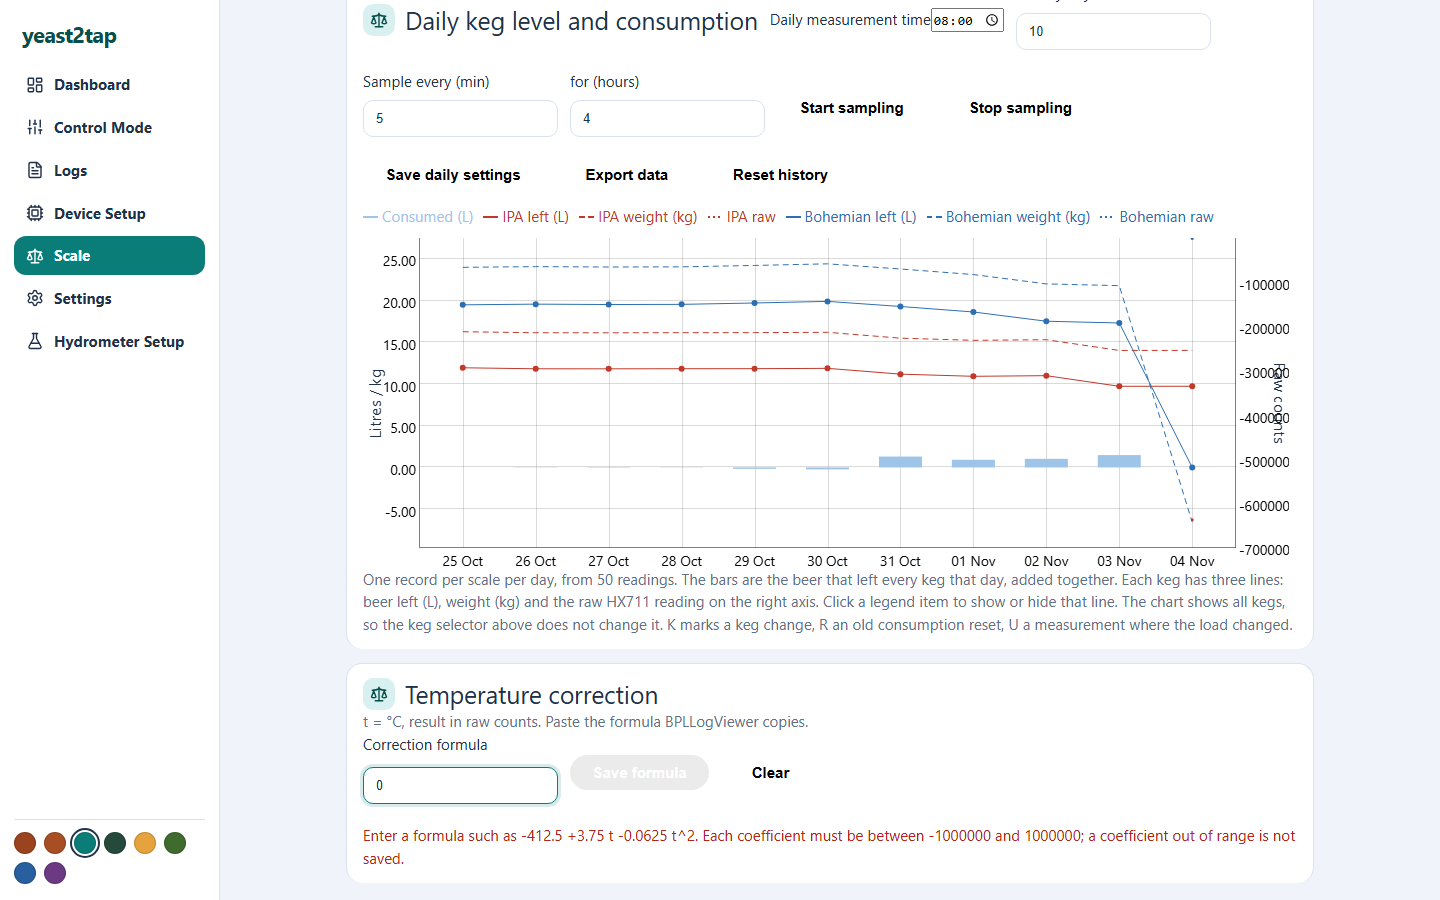 yeast2tap
Dashboard
Control Mode
Logs
Device Setup
Scale
Settings
Hydrometer Setup
Daily keg level and consumption
Daily measurement time
08:00
10
Sample every (min)
for (hours)
5
4
Start sampling
Stop sampling
Save daily settings
Export data
Reset history
Consumed (L)
IPA left (L)
IPA weight (kg)
IPA raw
Bohemian left (L)
Bohemian weight (kg)
Bohemian raw
Litres / kg
25.00
20.00
15.00
10.00
5.00
0.00
-5.00
-100000
-200000
-300000
-400000
-500000
-600000
-700000
Raw counts
25 Oct
26 Oct
27 Oct
28 Oct
29 Oct
30 Oct
31 Oct
01 Nov
02 Nov
03 Nov
04 Nov
One record per scale per day, from 50 readings. The bars are the beer that left every keg that day, added together. Each keg has three lines:
beer left (L), weight (kg) and the raw HX711 reading on the right axis. Click a legend item to show or hide that line. The chart shows all kegs,
so the keg selector above does not change it. K marks a keg change, R an old consumption reset, U a measurement where the load changed.
Temperature correction
t = °C, result in raw counts. Paste the formula BPLLogViewer copies.
Correction formula
0
Save formula
Clear
Enter a formula such as -412.5 +3.75 t -0.0625 t^2. Each coefficient must be between -1000000 and 1000000; a coefficient out of range is not
saved.